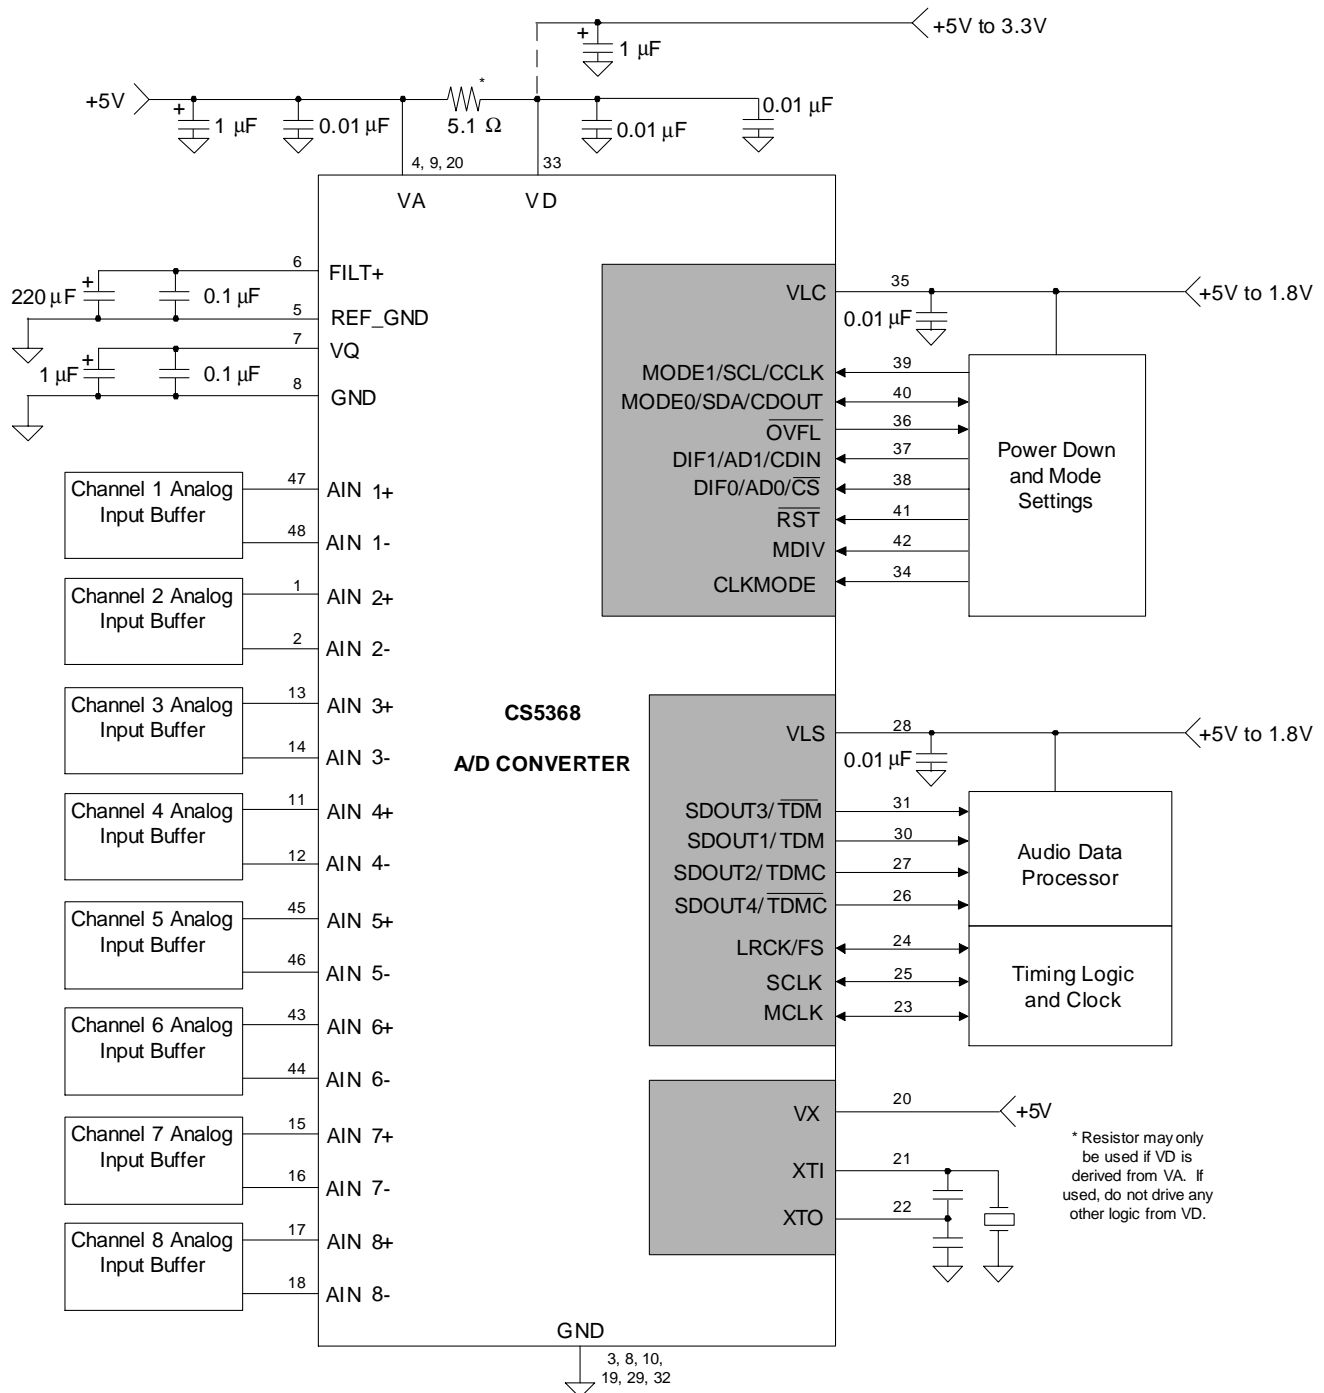 +5V to 3.3V
+
1 µF
+5V
+
1 µF
0.01 µF
*
5.1 Ω
0.01 µF
0.01 µF
4, 9, 20
33
VA
VD
6
FILT+
220 µF
+
0.1 µF
5
REF_GND
7
VQ
1 µF
+
0.1 µF
8
GND
Channel 1 Analog
Input Buffer
47
AIN 1+
48
AIN 1-
Channel 2 Analog
Input Buffer
1
AIN 2+
2
AIN 2-
Channel 3 Analog
Input Buffer
13
AIN 3+
14
AIN 3-
Channel 4 Analog
Input Buffer
11
AIN 4+
12
AIN 4-
Channel 5 Analog
Input Buffer
45
AIN 5+
46
AIN 5-
Channel 6 Analog
Input Buffer
43
AIN 6+
44
AIN 6-
Channel 7 Analog
Input Buffer
15
AIN 7+
16
AIN 7-
Channel 8 Analog
Input Buffer
17
AIN 8+
18
AIN 8-
CS5368
A/D CONVERTER
VLC
35
0.01 µF
+5V to 1.8V
MODE1/SCL/CCLK
39
MODE0/SDA/CDOUT
40
OVFL
36
DIF1/AD1/CDIN
37
DIF0/AD0/CS
38
RST
41
MDIV
42
CLKMODE
34
Power Down
and Mode
Settings
VLS
28
0.01 µF
+5V to 1.8V
SDOUT3/ TDM
31
SDOUT1/ TDM
30
SDOUT2/ TDMC
27
SDOUT4/ TDMC
26
Audio Data
Processor
LRCK/FS
24
SCLK
25
MCLK
23
Timing Logic
and Clock
VX
20
+5V
XTI
21
XTO
22
* Resistor may only
be used if VD is
derived from VA. If
used, do not drive any
other logic from VD.
GND
3, 8, 10,
19, 29, 32